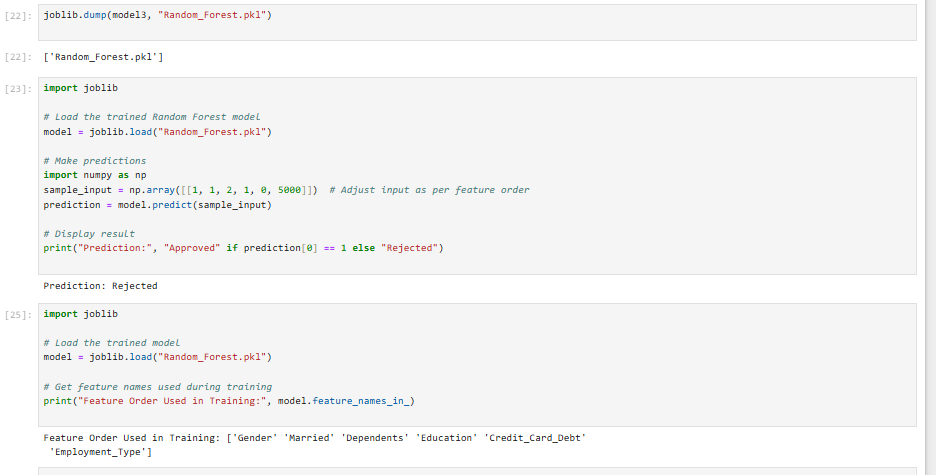 [22]: joblib.dump(model3, "Random_Forest.pkl")
[22]: ['Random_Forest.pkl']
[23]: import joblib
# Load the trained Random Forest model
model = joblib.load("Random_Forest.pkl")
# Make predictions
import numpy as np
sample_input = np.array([[1, 1, 2, 1, 0, 5000]])  # Adjust input as per feature order
prediction = model.predict(sample_input)
# Display result
print("Prediction:", "Approved" if prediction[0] == 1 else "Rejected")
Prediction: Rejected
[25]: import joblib
# Load the trained model
model = joblib.load("Random_Forest.pkl")
# Get feature names used during training
print("Feature Order Used in Training:", model.feature_names_in_)
Feature Order Used in Training: ['Gender' 'Married' 'Dependents' 'Education' 'Credit_Card_Debt'
 'Employment_Type']